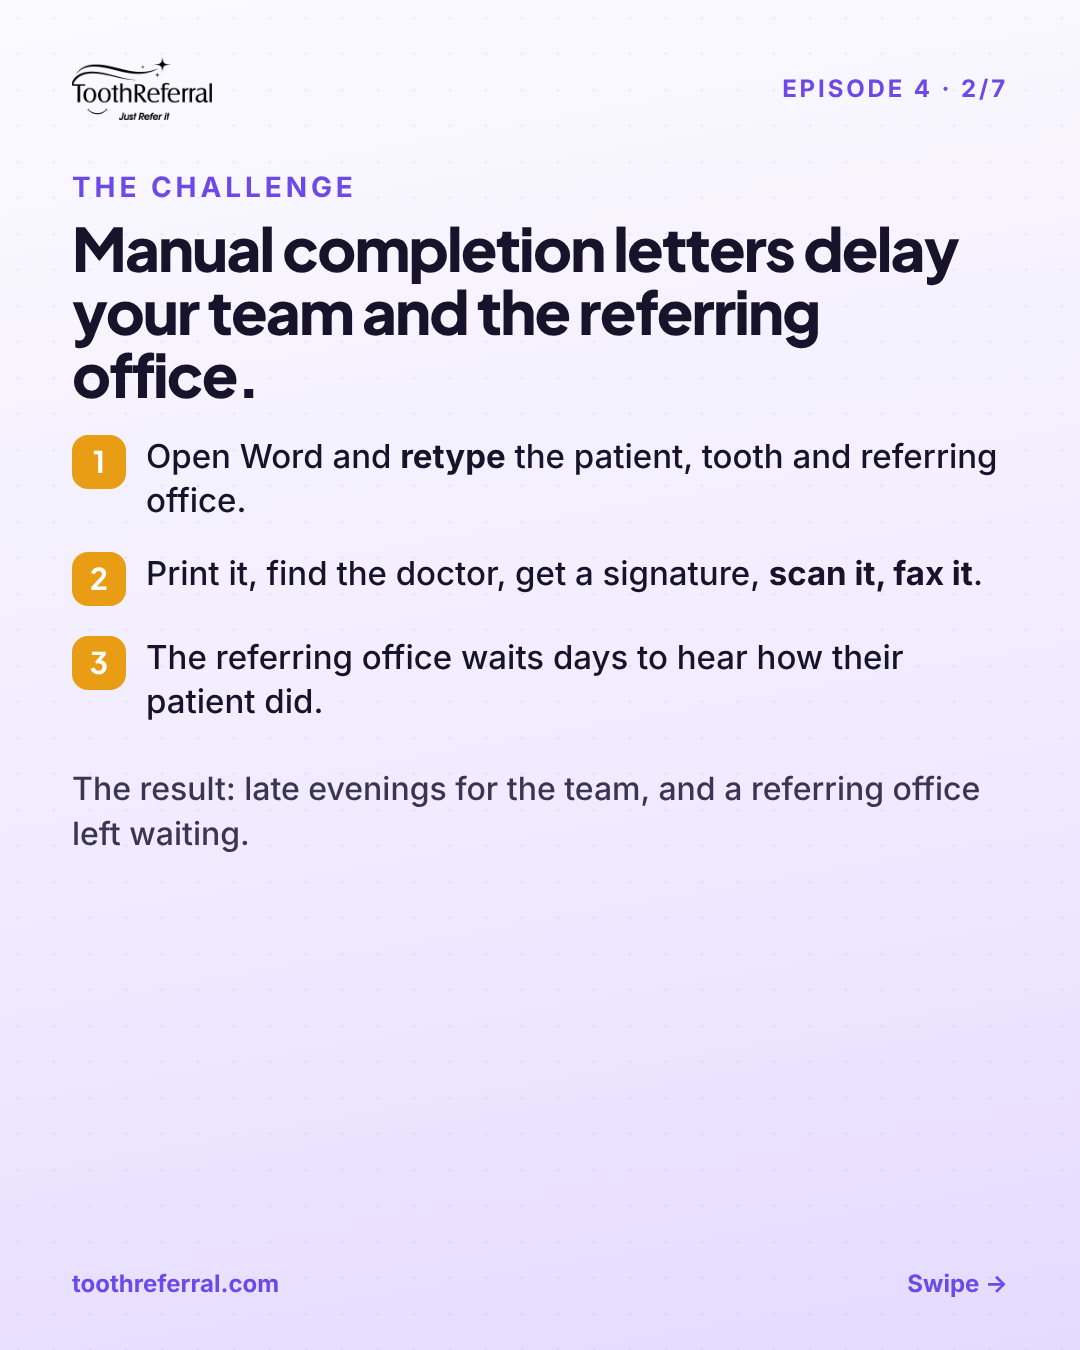 ToothReferral
Just Refer it
EPISODE 4 · 2/7
THE CHALLENGE
Manual completion letters delay
your team and the referring
office.
1 Open Word and retype the patient, tooth and referring
office.
2 Print it, find the doctor, get a signature, scan it, fax it.
3 The referring office waits days to hear how their
patient did.
The result: late evenings for the team, and a referring office
left waiting.
toothreferral.com
Swipe →